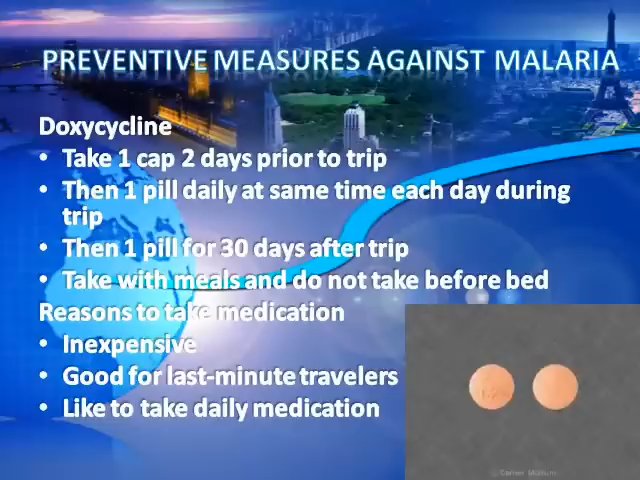 PREVENTIVE MEASURES AGAINST MALARIA
Doxycycline
• Take 1 cap 2 days prior to trip
• Then 1 pill daily at same time each day during
trip
• Then 1 pill for 30 days after trip
• Take with meals and do not take before bed
Reasons to take medication
• Inexpensive
• Good for last-minute travelers
• Like to take daily medication